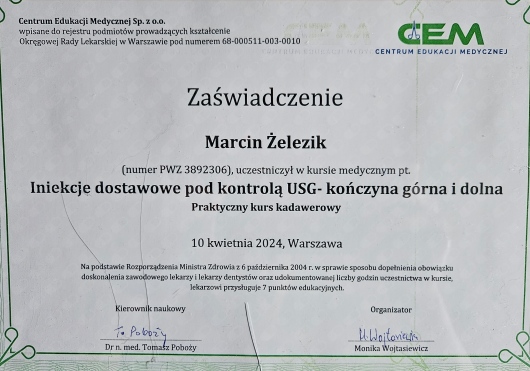 Centrum Edukacji Medycznej Sp. z o.o.
wpisane do rejestru podmiotów prowadzących kształcenie
Okręgowej Rady Lekarskiej w Warszawie pod numerem 68-000511-003-0010
CEM
CENTRUM EDUKACJI MEDYCZNEJ
Zaświadczenie
Marcin Żelezik
(numer PWZ 3892306), uczestniczył w kursie medycznym pt.
Iniekcje dostawowe pod kontrolą USG- kończyna górna i dolna
Praktyczny kurs kadawerowy
10 kwietnia 2024, Warszawa
Na podstawie Rozporządzenia Ministra Zdrowia z 6 października 2004 r. w sprawie sposobu dopełnienia obowiązku
doskonalenia zawodowego lekarzy i lekarzy dentystów oraz udokumentowanej liczby godzin uczestnictwa w kursie,
lekarzowi przysługuje 7 punktów edukacyjnych.
Kierownik naukowy
Organizator
To Poboży
M.Wojtasiewicz
Dr n. med. Tomasz Poboży
Monika Wojtasiewicz